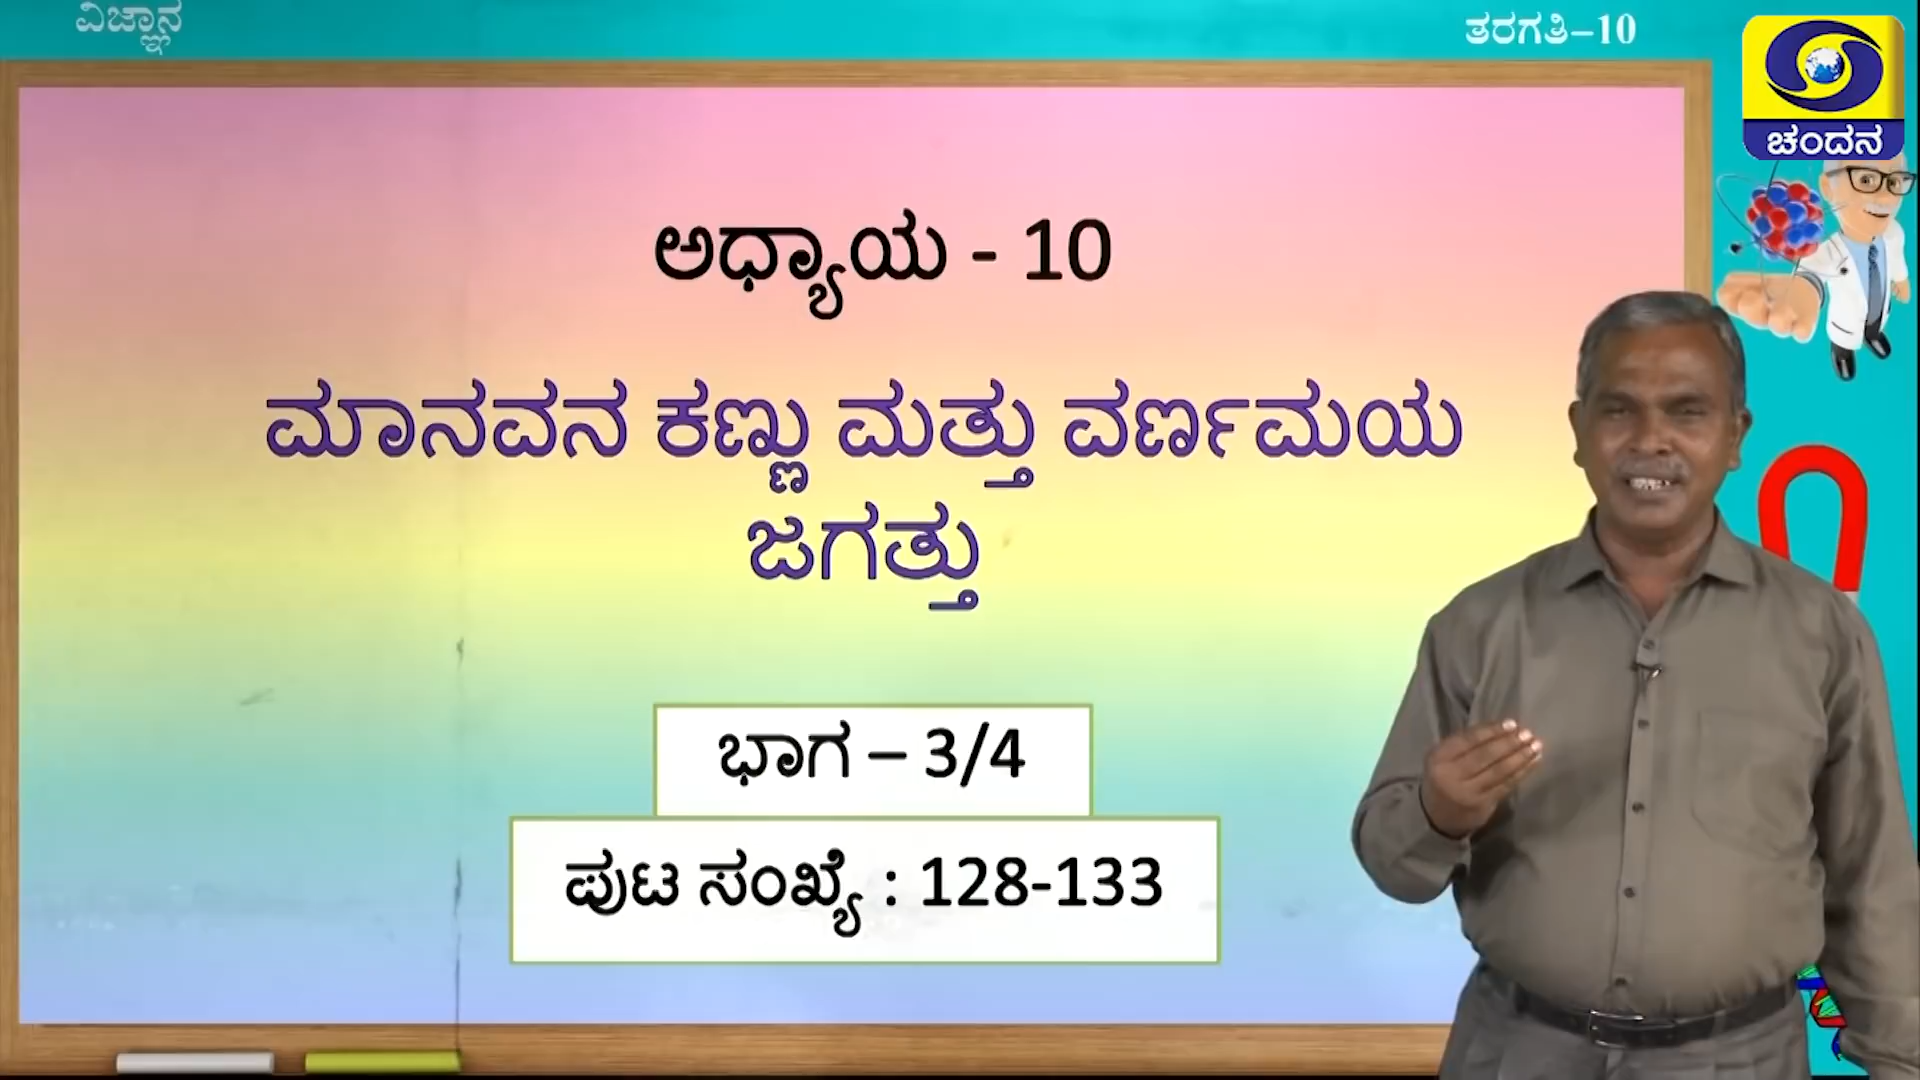 ವಿಜ್ಞಾನ
ತರಗತಿ–10
ಚಂದನ
ಅಧ್ಯಾಯ - 10
ಮಾನವನ ಕಣ್ಣು ಮತ್ತು ವರ್ಣಮಯ
ಜಗತ್ತು
ಭಾಗ – 3/4
ಪುಟ ಸಂಖ್ಯೆ : 128-133